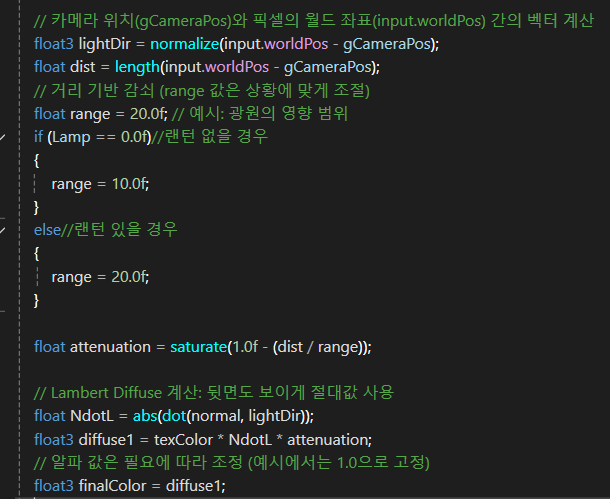 // 카메라 위치(gCameraPos)와 픽셀의 월드 좌표(input.worldPos) 간의 벡터 계산
float3 lightDir = normalize(input.worldPos - gCameraPos);
float dist = length(input.worldPos - gCameraPos);
// 거리 기반 감쇠 (range 값은 상황에 맞게 조절)
float range = 20.0f; // 예시: 광원의 영향 범위
if (Lamp == 0.0f)//랜턴 없을 경우
{
range = 10.0f;
}
else//랜턴 있을 경우
{
range = 20.0f;
}
float attenuation = saturate(1.0f - (dist / range));
// Lambert Diffuse 계산: 뒷면도 보이게 절대값 사용
float NdotL = abs(dot(normal, lightDir));
float3 diffuse1 = texColor * NdotL * attenuation;
// 알파 값은 필요에 따라 조정 (예시에서는 1.0으로 고정)
float3 finalColor = diffuse1;